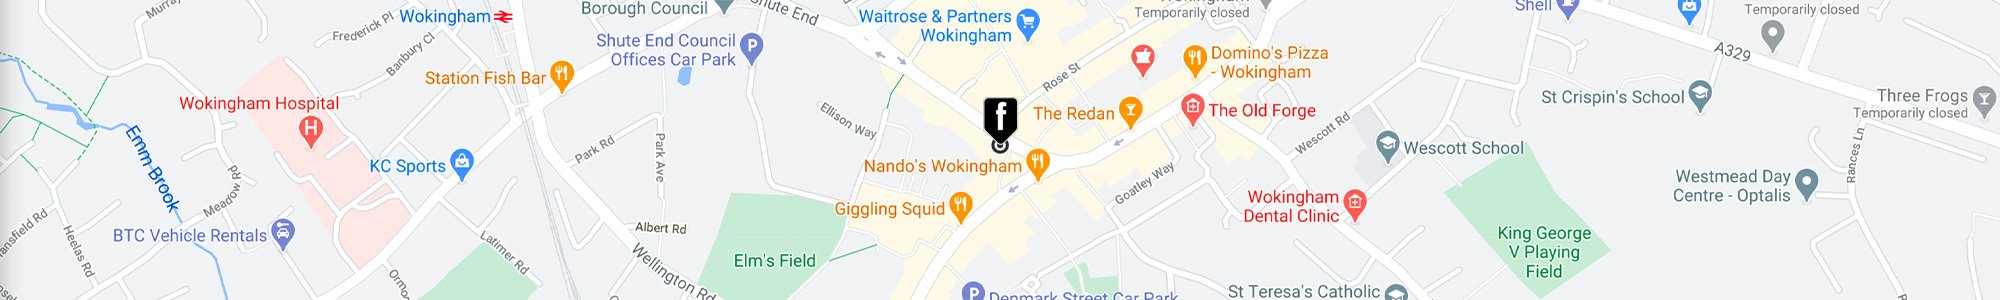 Murray
Frederick Pl
Banbury Cl
Wokingham
Borough Council
Shute End
Shute End Council
Offices Car Park
Station Fish Bar
Waitrose & Partners
Wokingham
Wokingham
Temporarily closed
Rose St
Domino's Pizza
- Wokingham
Shell
A329
Temporarily closed
Three Frogs
Temporarily closed
St Crispin's School
Wokingham Hospital
H
Emm Brook
Meadow Rd
KC Sports
Park Rd
Park Ave
Ellison Way
f
The Redan
The Old Forge
Nando's Wokingham
Giggling Squid
Goatley Way
Wescott Rd
Wescott School
Wokingham
Dental Clinic
Rances Ln
Westmead Day
Centre - Optalis
King George
V Playing
Field
BTC Vehicle Rentals
Heelas Rd
Latimer Rd
Albert Rd
Wellington Rd
Elm's Field
P
P
Denmark Street Car Park
St Teresa's Catholic